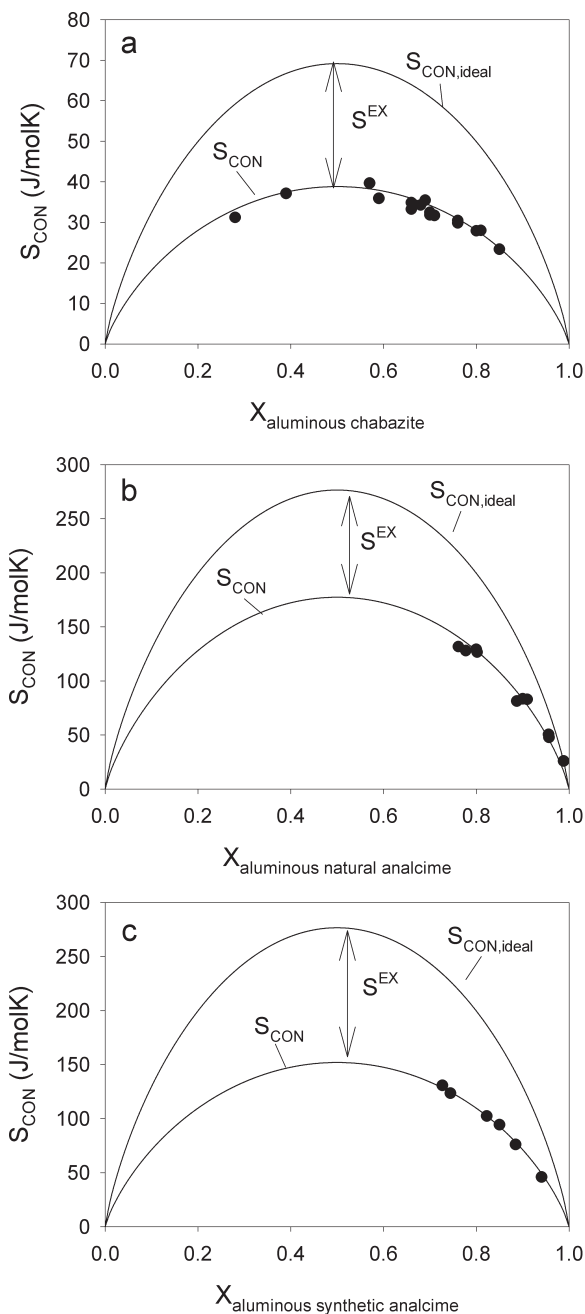 a
S_CON,ideal
S^EX
S_CON
S_CON (J/molK)
80
70
60
50
40
30
20
10
0
0.0 0.2 0.4 0.6 0.8 1.0
X_aluminous chabazite
b
S_CON,ideal
S^EX
S_CON
S_CON (J/molK)
300
250
200
150
100
50
0
0.0 0.2 0.4 0.6 0.8 1.0
X_aluminous natural analcime
c
S_CON,ideal
S^EX
S_CON
S_CON (J/molK)
300
250
200
150
100
50
0
0.0 0.2 0.4 0.6 0.8 1.0
X_aluminous synthetic analcime